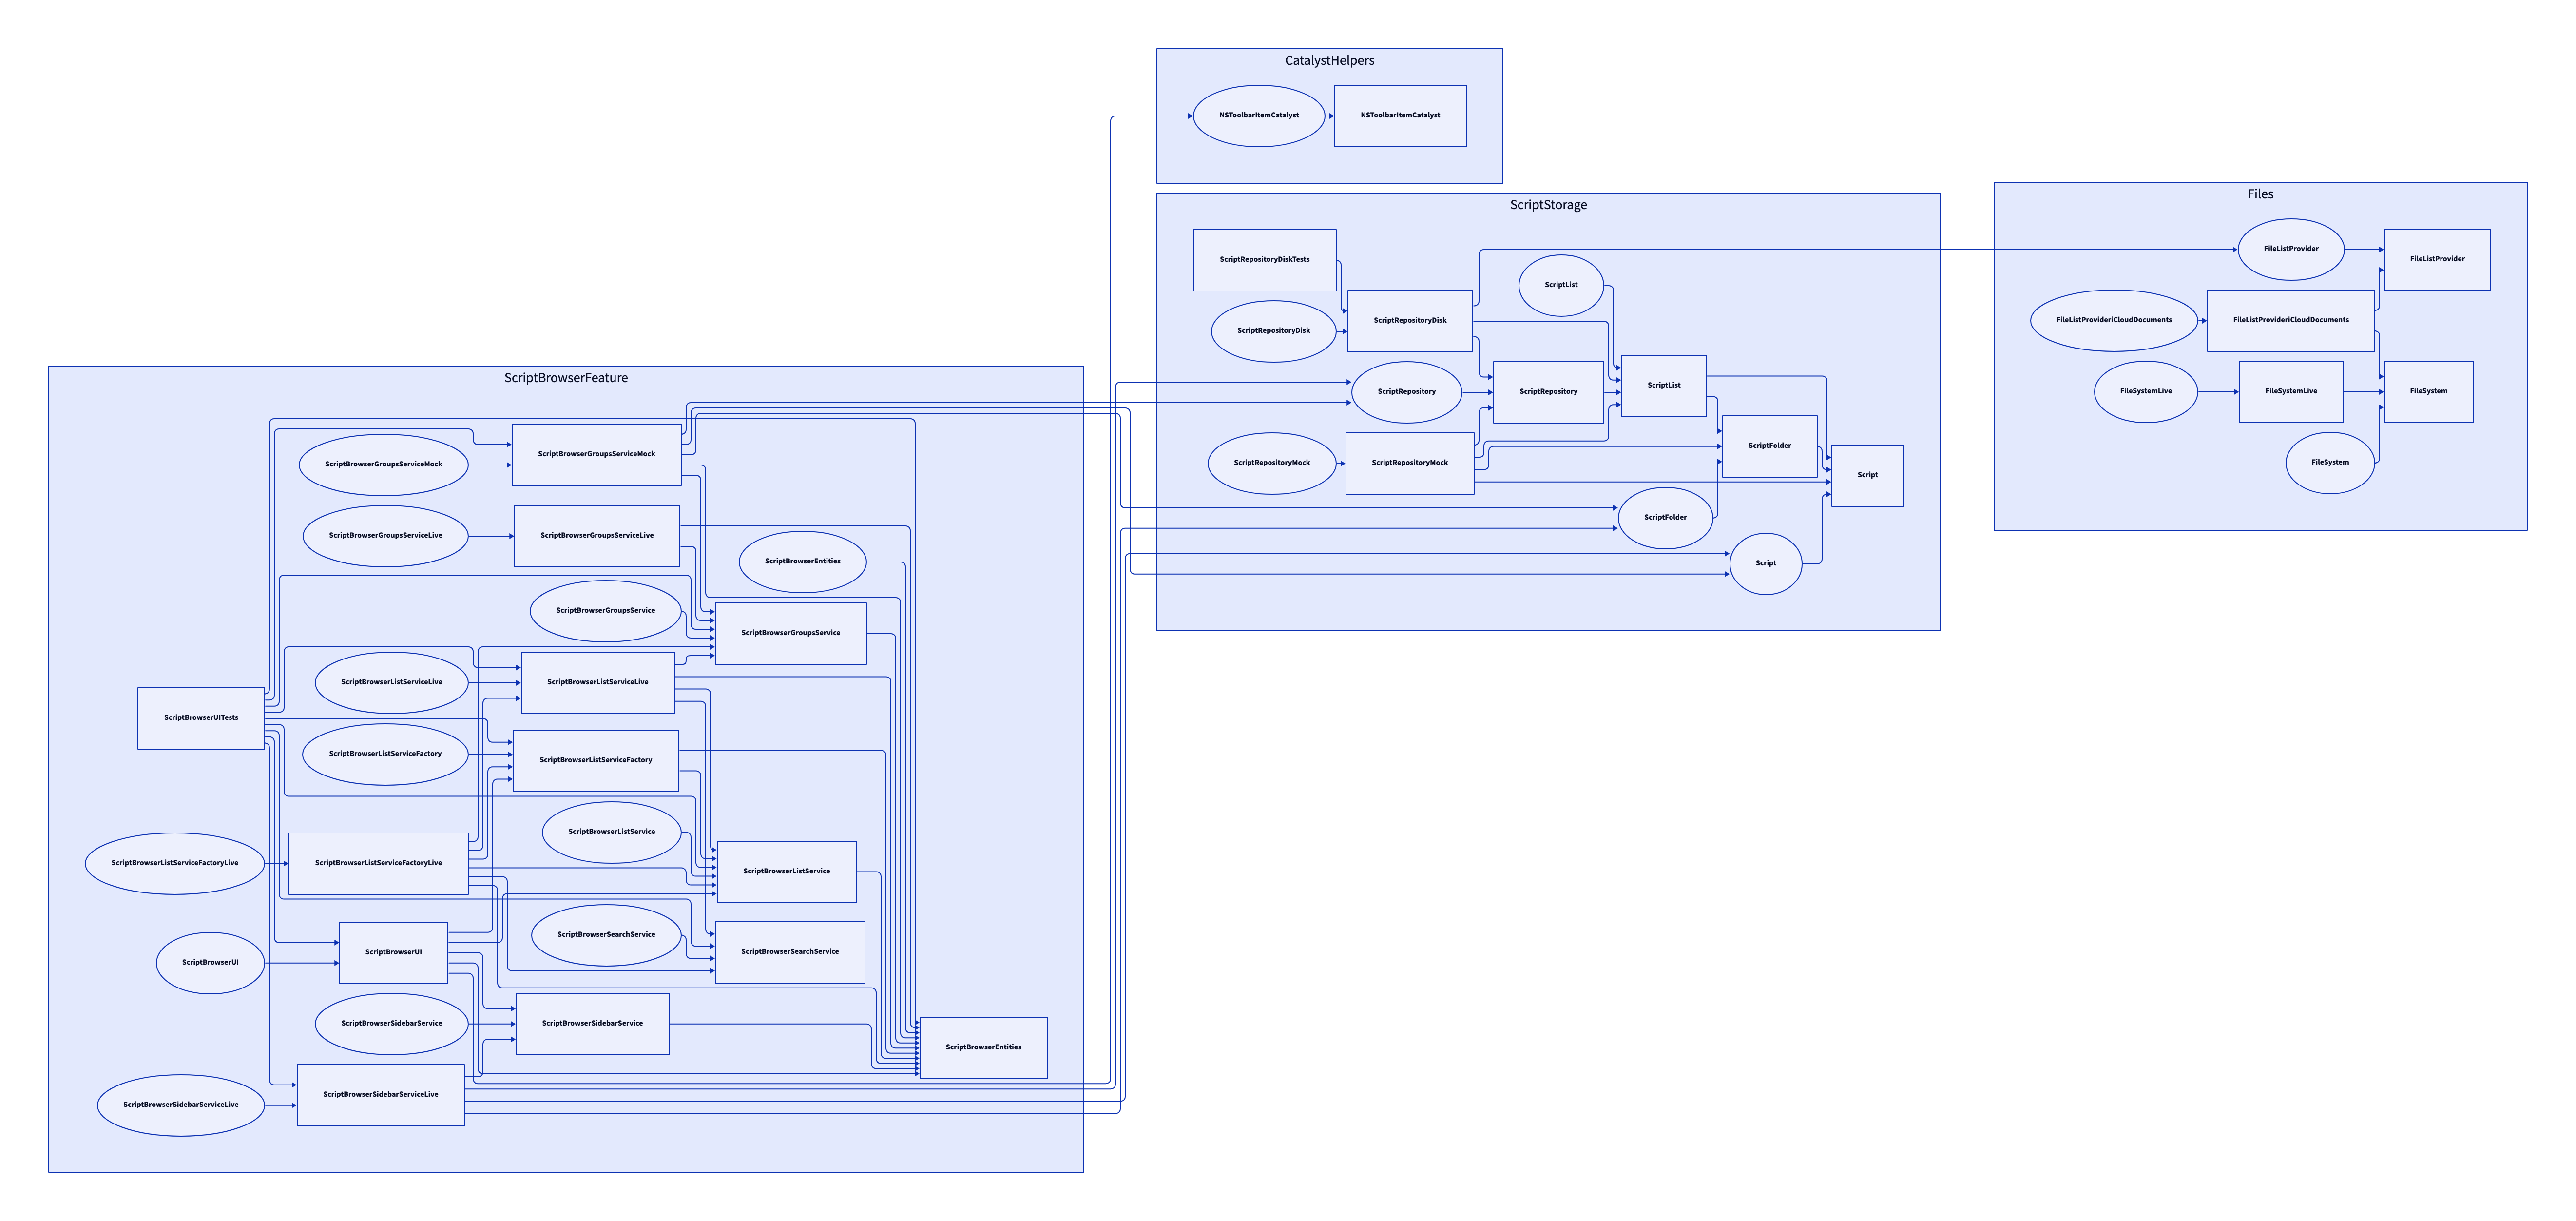 CatalystHelpers
NSToolbarItemCatalyst
NSToolbarItemCatalyst
ScriptStorage
ScriptRepositoryDiskTests
ScriptList
ScriptRepositoryDisk
ScriptRepositoryDisk
ScriptRepository
ScriptRepository
ScriptList
ScriptRepositoryMock
ScriptRepositoryMock
ScriptFolder
Script
ScriptFolder
Script
Files
FileListProvider
FileListProvider
FileListProvideriCloudDocuments
FileListProvideriCloudDocuments
FileSystemLive
FileSystemLive
FileSystem
FileSystem
ScriptBrowserFeature
ScriptBrowserGroupsServiceMock
ScriptBrowserGroupsServiceMock
ScriptBrowserGroupsServiceLive
ScriptBrowserGroupsServiceLive
ScriptBrowserEntities
ScriptBrowserGroupsService
ScriptBrowserGroupsService
ScriptBrowserListServiceLive
ScriptBrowserListServiceLive
ScriptBrowserUITests
ScriptBrowserListServiceFactory
ScriptBrowserListServiceFactory
ScriptBrowserListService
ScriptBrowserListServiceFactoryLive
ScriptBrowserListServiceFactoryLive
ScriptBrowserListService
ScriptBrowserSearchService
ScriptBrowserSearchService
ScriptBrowserUI
ScriptBrowserUI
ScriptBrowserSidebarService
ScriptBrowserSidebarService
ScriptBrowserEntities
ScriptBrowserSidebarServiceLive
ScriptBrowserSidebarServiceLive